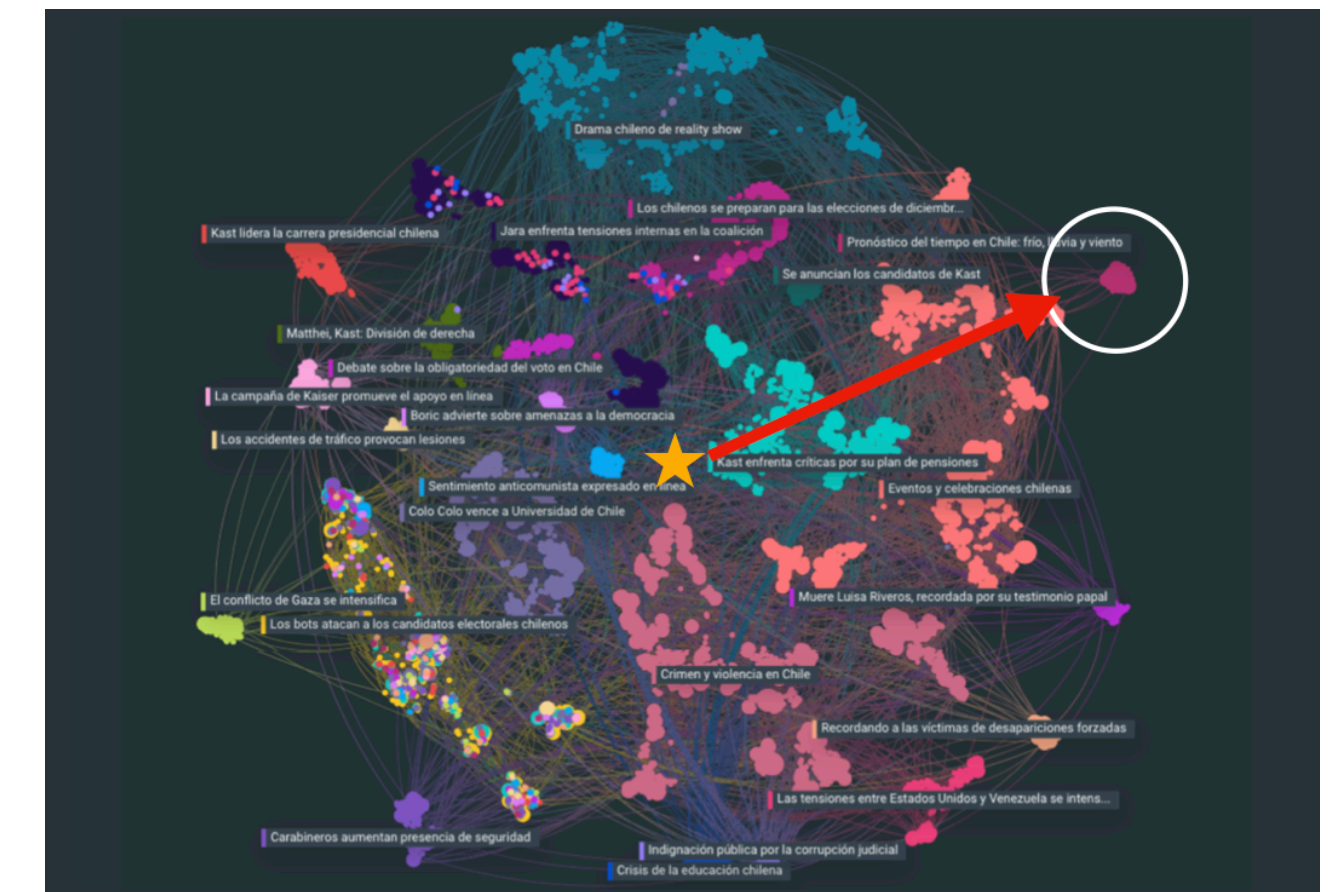 Drama chileno de reality show
Los chilenos se preparan para las elecciones de diciembr...
Kast lidera la carrera presidencial chilena
Jara enfrenta tensiones internas en la coalición
Pronóstico del tiempo en Chile: frío, lluvia y viento
Se anuncian los candidatos de Kast
Matthei, Kast: División de derecha
Debate sobre la obligatoriedad del voto en Chile
La campaña de Kaiser promueve el apoyo en línea
Boric advierte sobre amenazas a la democracia
Los accidentes de tráfico provocan lesiones
Kast enfrenta críticas por su plan de pensiones
Sentimiento anticomunista expresado en línea
Eventos y celebraciones chilenas
Colo Colo vence a Universidad de Chile
Muere Luisa Riveros, recordada por su testimonio papal
El conflicto de Gaza se intensifica
Los bots atacan a los candidatos electorales chilenos
Crimen y violencia en Chile
Recordando a las víctimas de desapariciones forzadas
Las tensiones entre Estados Unidos y Venezuela se intens...
Carabineros aumentan presencia de seguridad
Indignación pública por la corrupción judicial
Crisis de la educación chilena